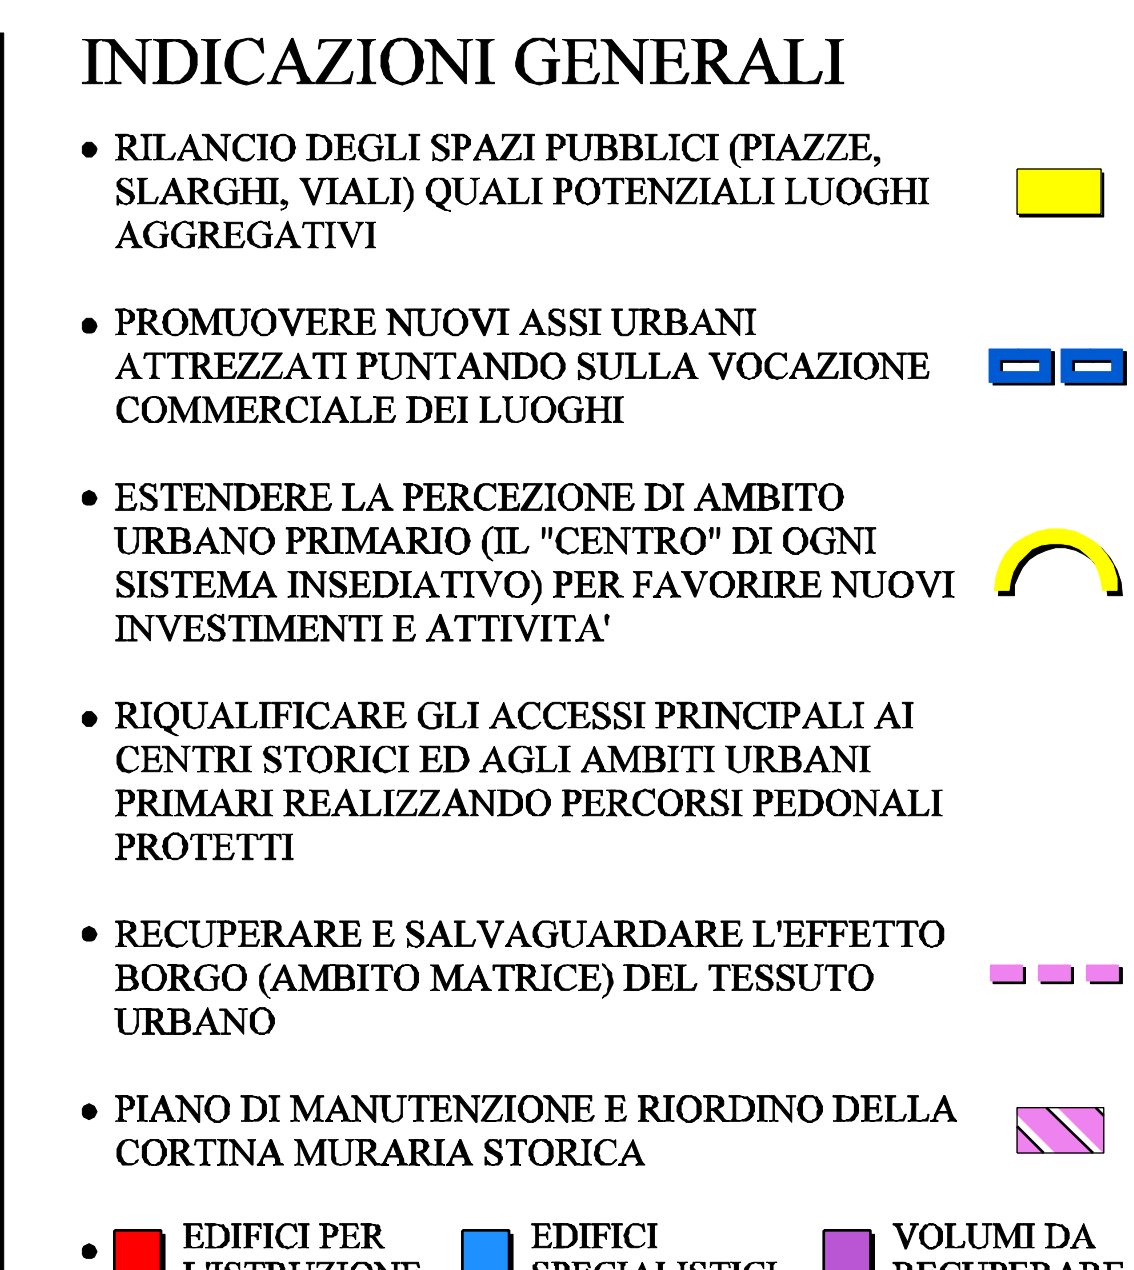 INDICAZIONI GENERALI
• RILANCIO DEGLI SPAZI PUBBLICI (PIAZZE,
SLARGHI, VIALI) QUALI POTENZIALI LUOGHI
AGGREGATIVI
• PROMUOVERE NUOVI ASSI URBANI
ATTREZZATI PUNTANDO SULLA VOCAZIONE
COMMERCIALE DEI LUOGHI
• ESTENDERE LA PERCEZIONE DI AMBITO
URBANO PRIMARIO (IL "CENTRO" DI OGNI
SISTEMA INSEDIATIVO) PER FAVORIRE NUOVI
INVESTIMENTI E ATTIVITA'
• RIQUALIFICARE GLI ACCESSI PRINCIPALI AI
CENTRI STORICI ED AGLI AMBITI URBANI
PRIMARI REALIZZANDO PERCORSI PEDONALI
PROTETTI
• RECUPERARE E SALVAGUARDARE L'EFFETTO
BORGO (AMBITO MATRICE) DEL TESSUTO
URBANO
• PIANO DI MANUTENZIONE E RIORDINO DELLA
CORTINA MURARIA STORICA
• EDIFICI PER EDIFICI VOLUMI DA
L'ISTRUZIONE SPECIALISTICI RECUPERARE